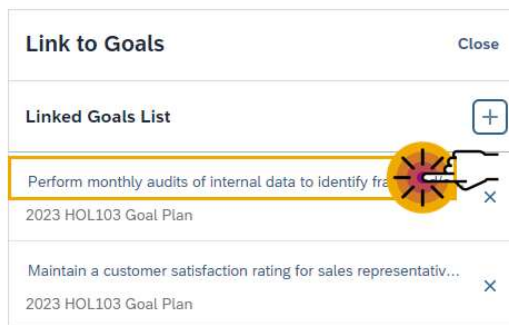 Link to Goals
Close
Linked Goals List
Perform monthly audits of internal data to identify
2023 HOL103 Goal Plan
Maintain a customer satisfaction rating for sales representativ...
2023 HOL103 Goal Plan